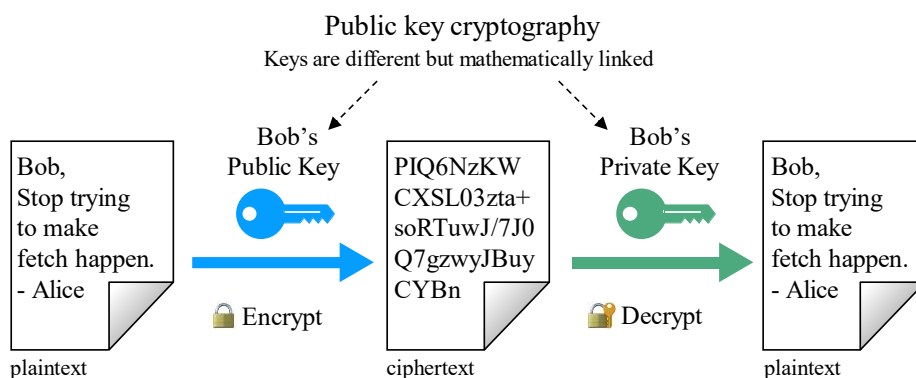 Public key cryptography
Keys are different but mathematically linked
Bob,
Stop trying
to make
fetch happen.
- Alice
plaintext
Bob’s
Public Key
Encrypt
PIQ6NzKW
CXSL03zta+
soRTuwJ/7J0
Q7gzwyJBuy
CYBn
ciphertext
Bob’s
Private Key
Decrypt
Bob,
Stop trying
to make
fetch happen.
- Alice
plaintext